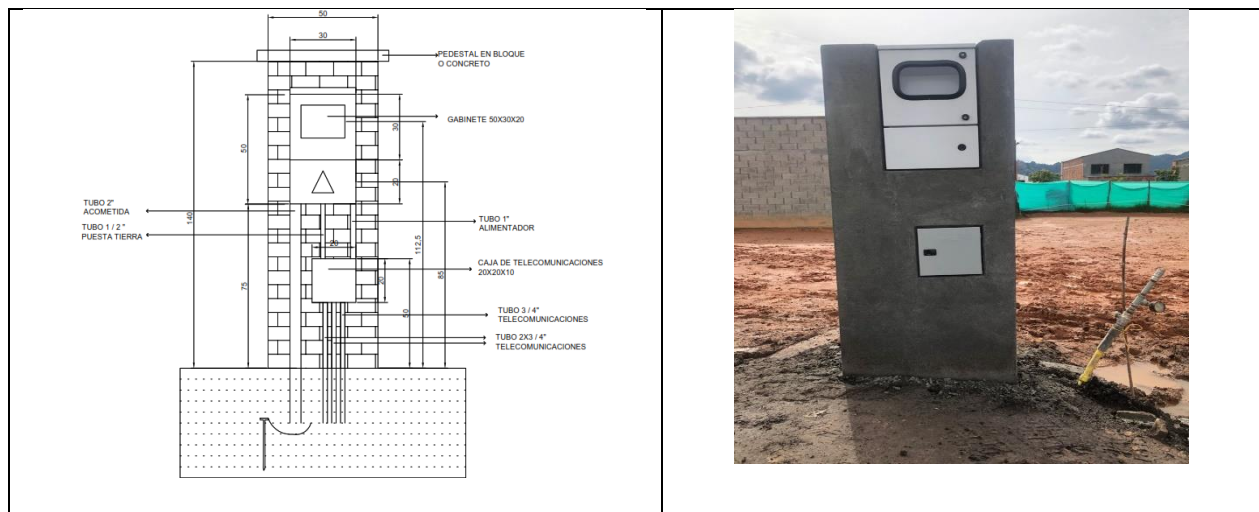 50
30
PEDESTAL EN BLOQUE
O CONCRETO
GABINETE 50X30X20
30
50
20
TUBO 2"
ACOMETIDA
140
TUBO 1 / 2 "
PUESTA TIERRA
TUBO 1"
ALIMENTADOR
112,5
85
20
CAJA DE TELECOMUNICACIONES
20X20X10
75
20
50
TUBO 3 / 4"
TELECOMUNICACIONES
TUBO 2X3 / 4"
TELECOMUNICACIONES